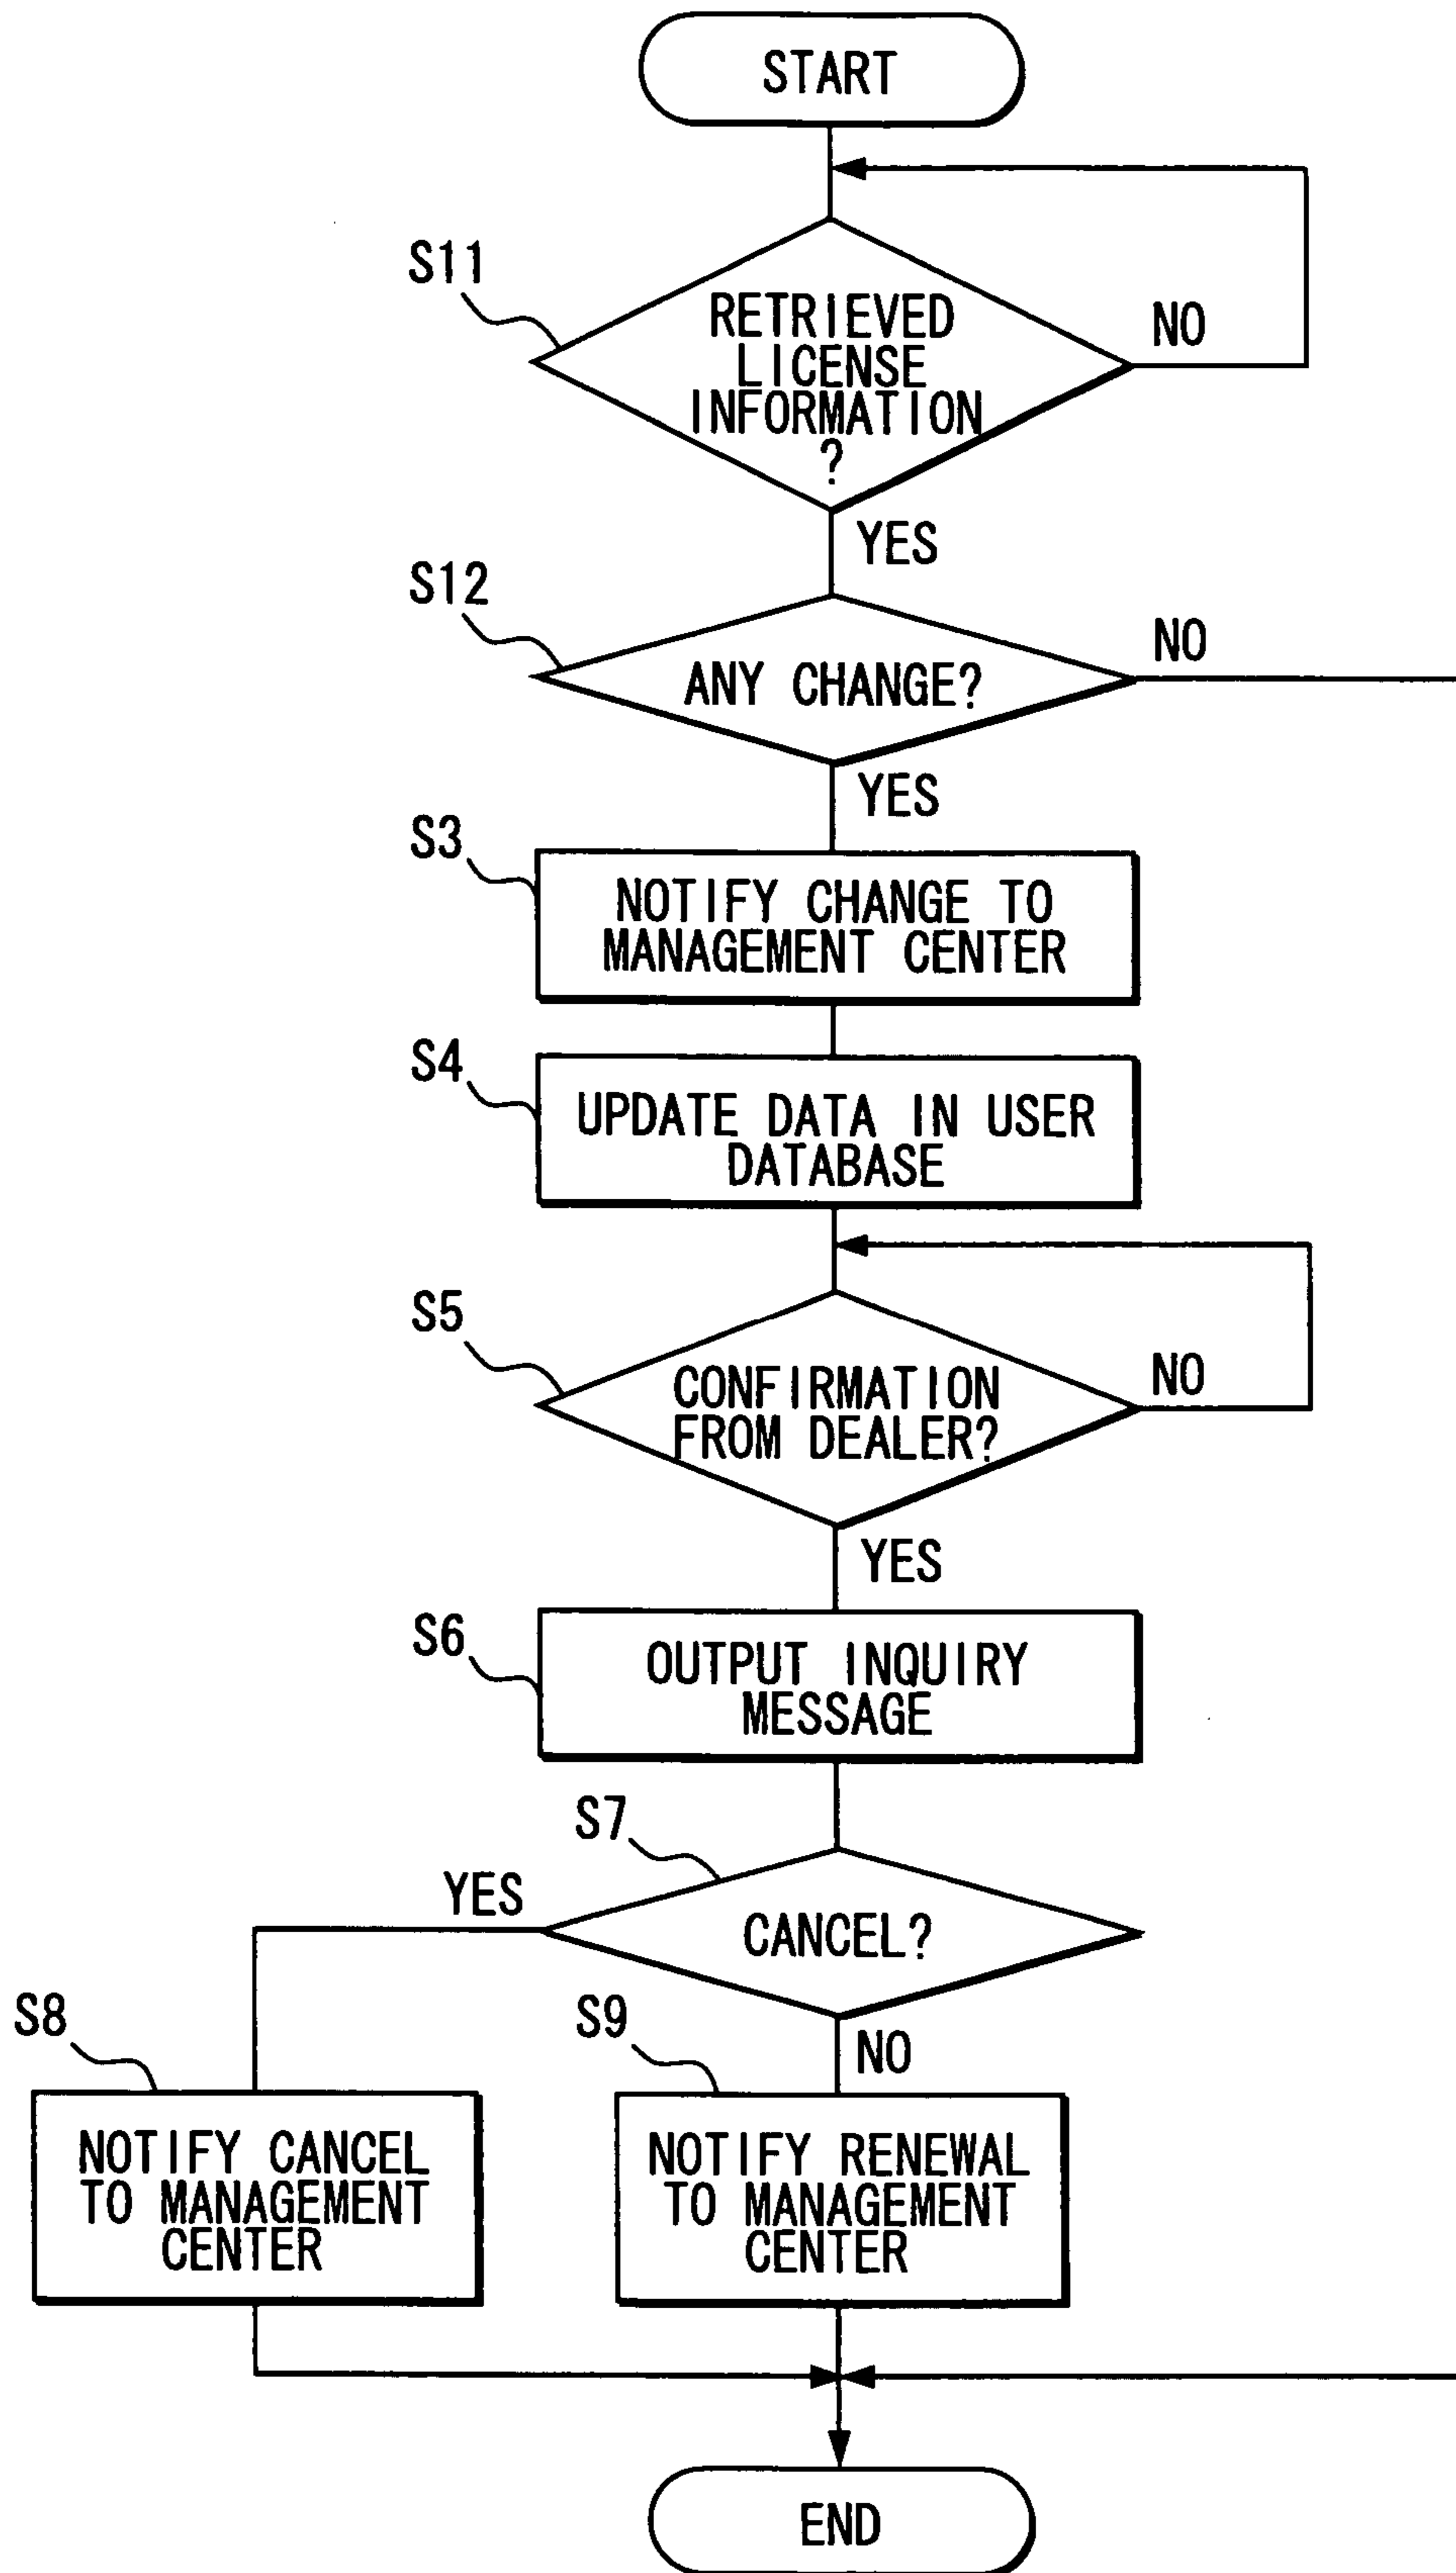 START
S11
RETRIEVED
LICENSE
INFORMATION
?
NO
YES
S12
ANY CHANGE?
NO
YES
S3
NOTIFY CHANGE TO
MANAGEMENT CENTER
S4
UPDATE DATA IN USER
DATABASE
S5
CONFIRMATION
FROM DEALER?
NO
YES
S6
OUTPUT INQUIRY
MESSAGE
S7
YES
CANCEL?
NO
S8
NOTIFY CANCEL
TO MANAGEMENT
CENTER
S9
NOTIFY RENEWAL
TO MANAGEMENT
CENTER
END